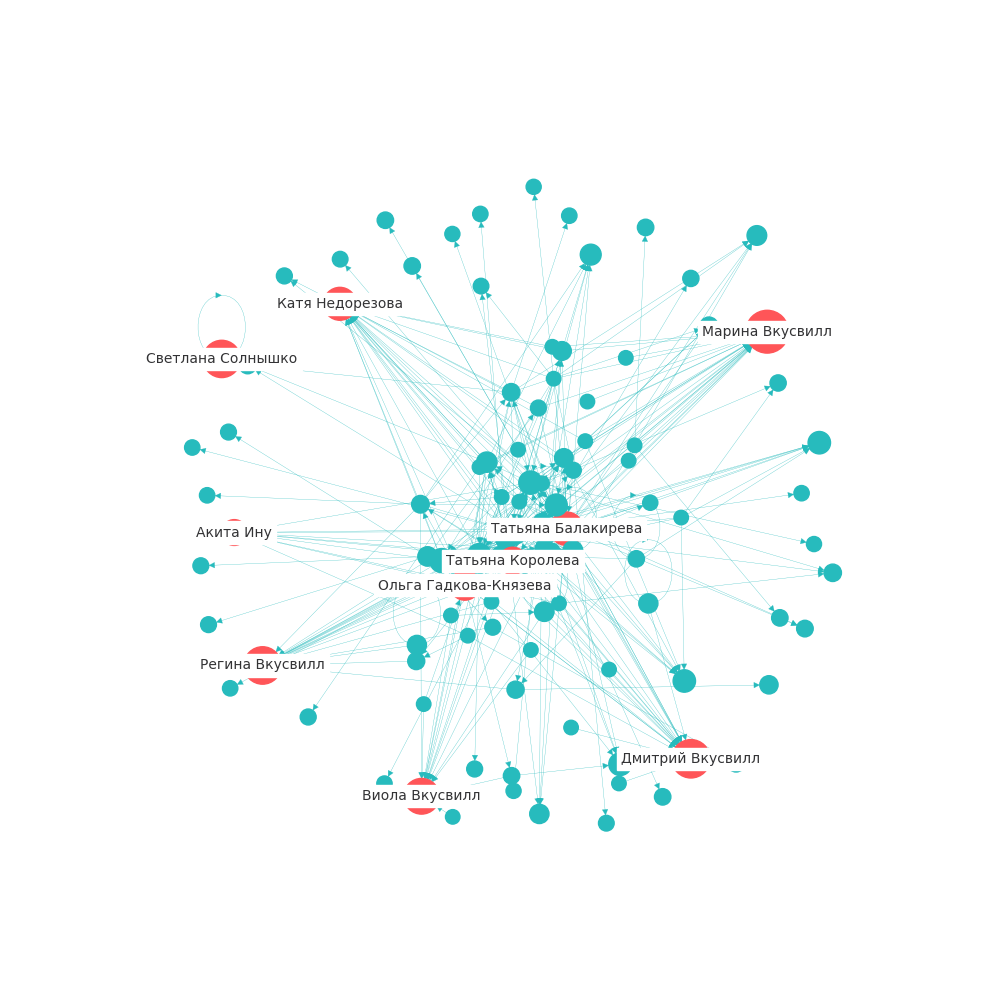 Катя Недорезова
Марина Вкусвилл
Светлана Солнышко
Татьяна Балакирева
Акита Ину
Татьяна Королева
Ольга Гадкова-Князева
Регина Вкусвилл
Дмитрий Вкусвилл
Виола Вкусвилл